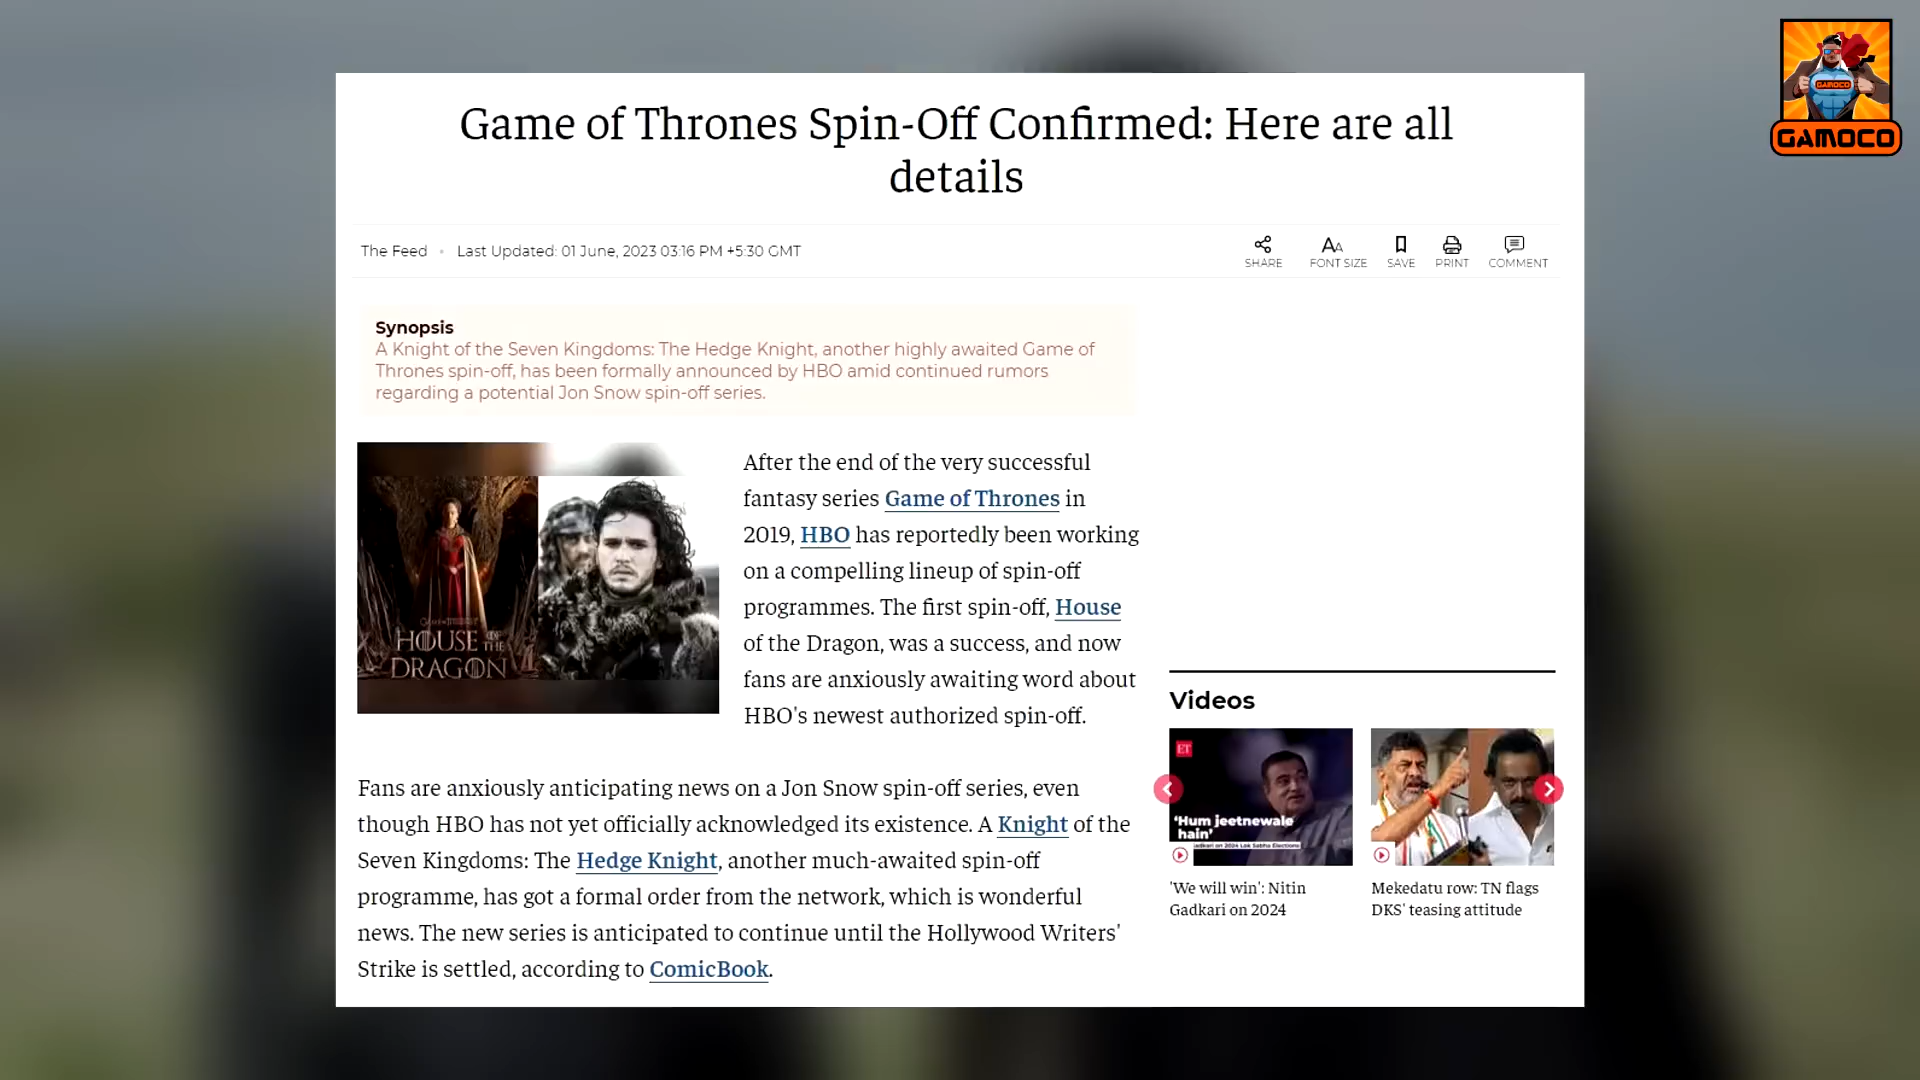 GAMOCO
GAMOCO
Game of Thrones Spin-Off Confirmed: Here are all
details
The Feed • Last Updated: 01 June, 2023 03:16 PM +5:30 GMT
SHARE
FONT SIZE
SAVE
PRINT
COMMENT
Synopsis
A Knight of the Seven Kingdoms: The Hedge Knight, another highly awaited Game of
Thrones spin-off, has been formally announced by HBO amid continued rumors
regarding a potential Jon Snow spin-off series.
HOUSE OF THE
DRAGON
After the end of the very successful
fantasy series Game of Thrones in
2019, HBO has reportedly been working
on a compelling lineup of spin-off
programmes. The first spin-off, House
of the Dragon, was a success, and now
fans are anxiously awaiting word about
HBO's newest authorized spin-off.
Fans are anxiously anticipating news on a Jon Snow spin-off series, even
though HBO has not yet officially acknowledged its existence. A Knight of the
Seven Kingdoms: The Hedge Knight, another much-awaited spin-off
programme, has got a formal order from the network, which is wonderful
news. The new series is anticipated to continue until the Hollywood Writers'
Strike is settled, according to ComicBook.
Videos
ET
'Hum jeetnewale
hain'
adkari on 2024 Lok Sabha Elections
'We will win': Nitin
Gadkari on 2024
Mekedatu row: TN flags
DKS' teasing attitude